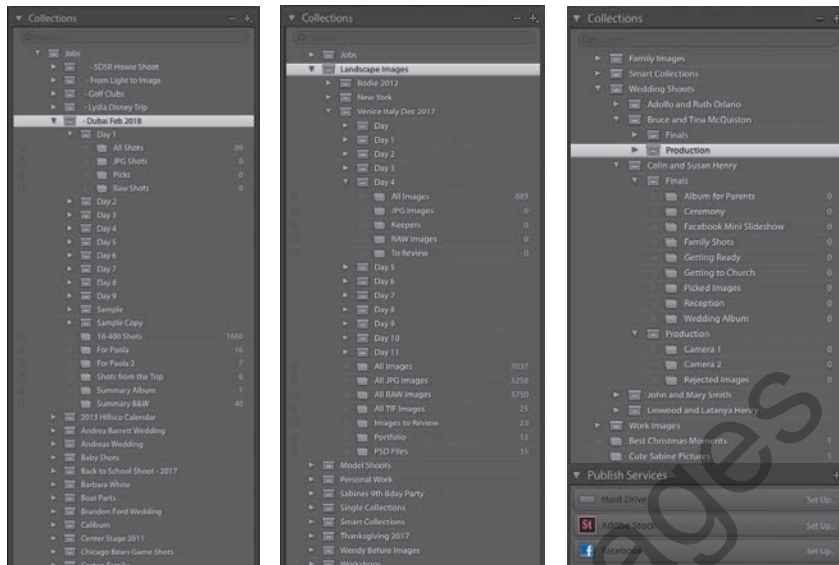 Collections
Jobs
- SDSR Howie Shoot
- From Light to Image
- Golf Clubs
- Lydia Disney Trip
- Dubai Feb 2018
Day 1
All Shots 99
JPG Shots 0
Picks 0
Raw Shots 0
Day 2
Day 3
Day 4
Day 5
Day 6
Day 7
Day 8
Day 9
Sample
Sample Copy
18-400 Shots 1660
For Paola 16
For Paola 2 7
Shots from the Trip 6
Summary Album 1
Summary B&W 40
2013 Hillsco Calendar
Andrea Barrett Wedding
Andreas Wedding
Baby Shots
Back to School Shoot - 2017
Barbara White
Boat Parts
Brandon Ford Wedding
Caliburn
Center Stage 2011
Chicago Bears Game Shots
Collections
Jobs
Landscape Images
Bodie 2012
New York
Venice Italy Dec 2017
Day
Day 1
Day 2
Day 3
Day 4
All Images 885
JPG Images 0
Keepers 0
RAW Images 0
To Review 0
Day 5
Day 6
Day 7
Day 8
Day 9
Day 10
Day 11
All Images 7037
All JPG Images 3258
All RAW Images 3750
All TIF Images 25
Images to Review 23
Portfolio 13
PSD Files 35
Model Shoots
Personal Work
Sabines 9th Bday Party
Single Collections
Smart Collections
Thanksgiving 2017
Wendy Before Images
Workshops
Collections
Family Images
Smart Collections
Wedding Shoots
Adolfo and Ruth Orlario
Bruce and Tina McQuiston
Finals
Production
Colin and Susan Henry
Finals
Album for Parents 0
Ceremony 0
Facebook Mini Slideshow 0
Family Shots 0
Getting Ready 0
Getting to Church 0
Picked Images 0
Reception 0
Wedding Album 0
Production
Camera 1 0
Camera 2 0
Rejected Images 0
John and Mary Smith
Linwood and Latanya Henry
Work Images
Best Christmas Moments 1
Cute Sabine Pictures 1
Publish Services
Hard Drive Set Up...
St Adobe Stock Set Up...
f Facebook Set Up...
ages